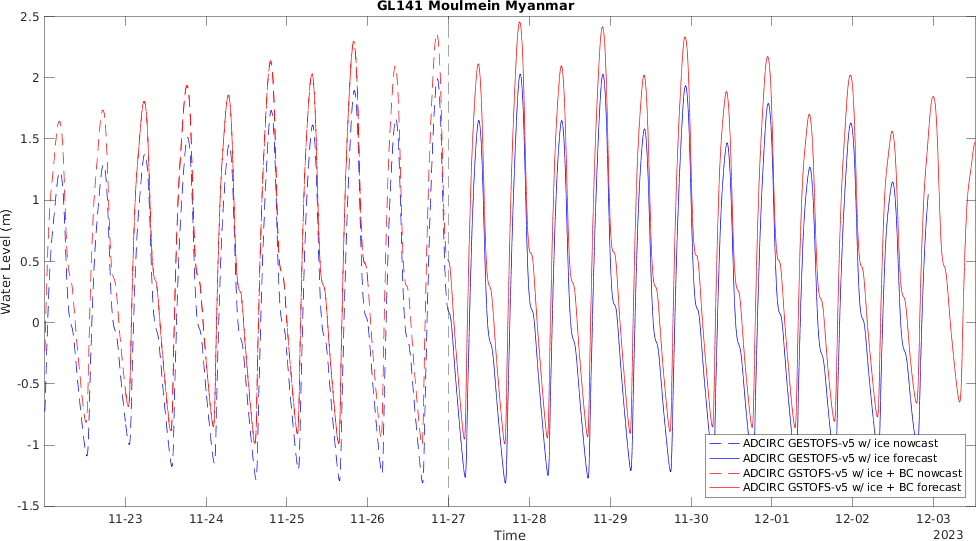 GL141 Moulmein Myanmar
2.5
2
1.5
1
0.5
0
-0.5
-1
-1.5
Water Level (m)
ADCIRC GESTOFS-v5 w/ ice nowcast
ADCIRC GESTOFS-v5 w/ ice forecast
ADCIRC GSTOFS-v5 w/ ice + BC nowcast
ADCIRC GSTOFS-v5 w/ ice + BC forecast
11-23 11-24 11-25 11-26 11-27 11-28 11-29 11-30 12-01 12-02 12-03
Time
2023